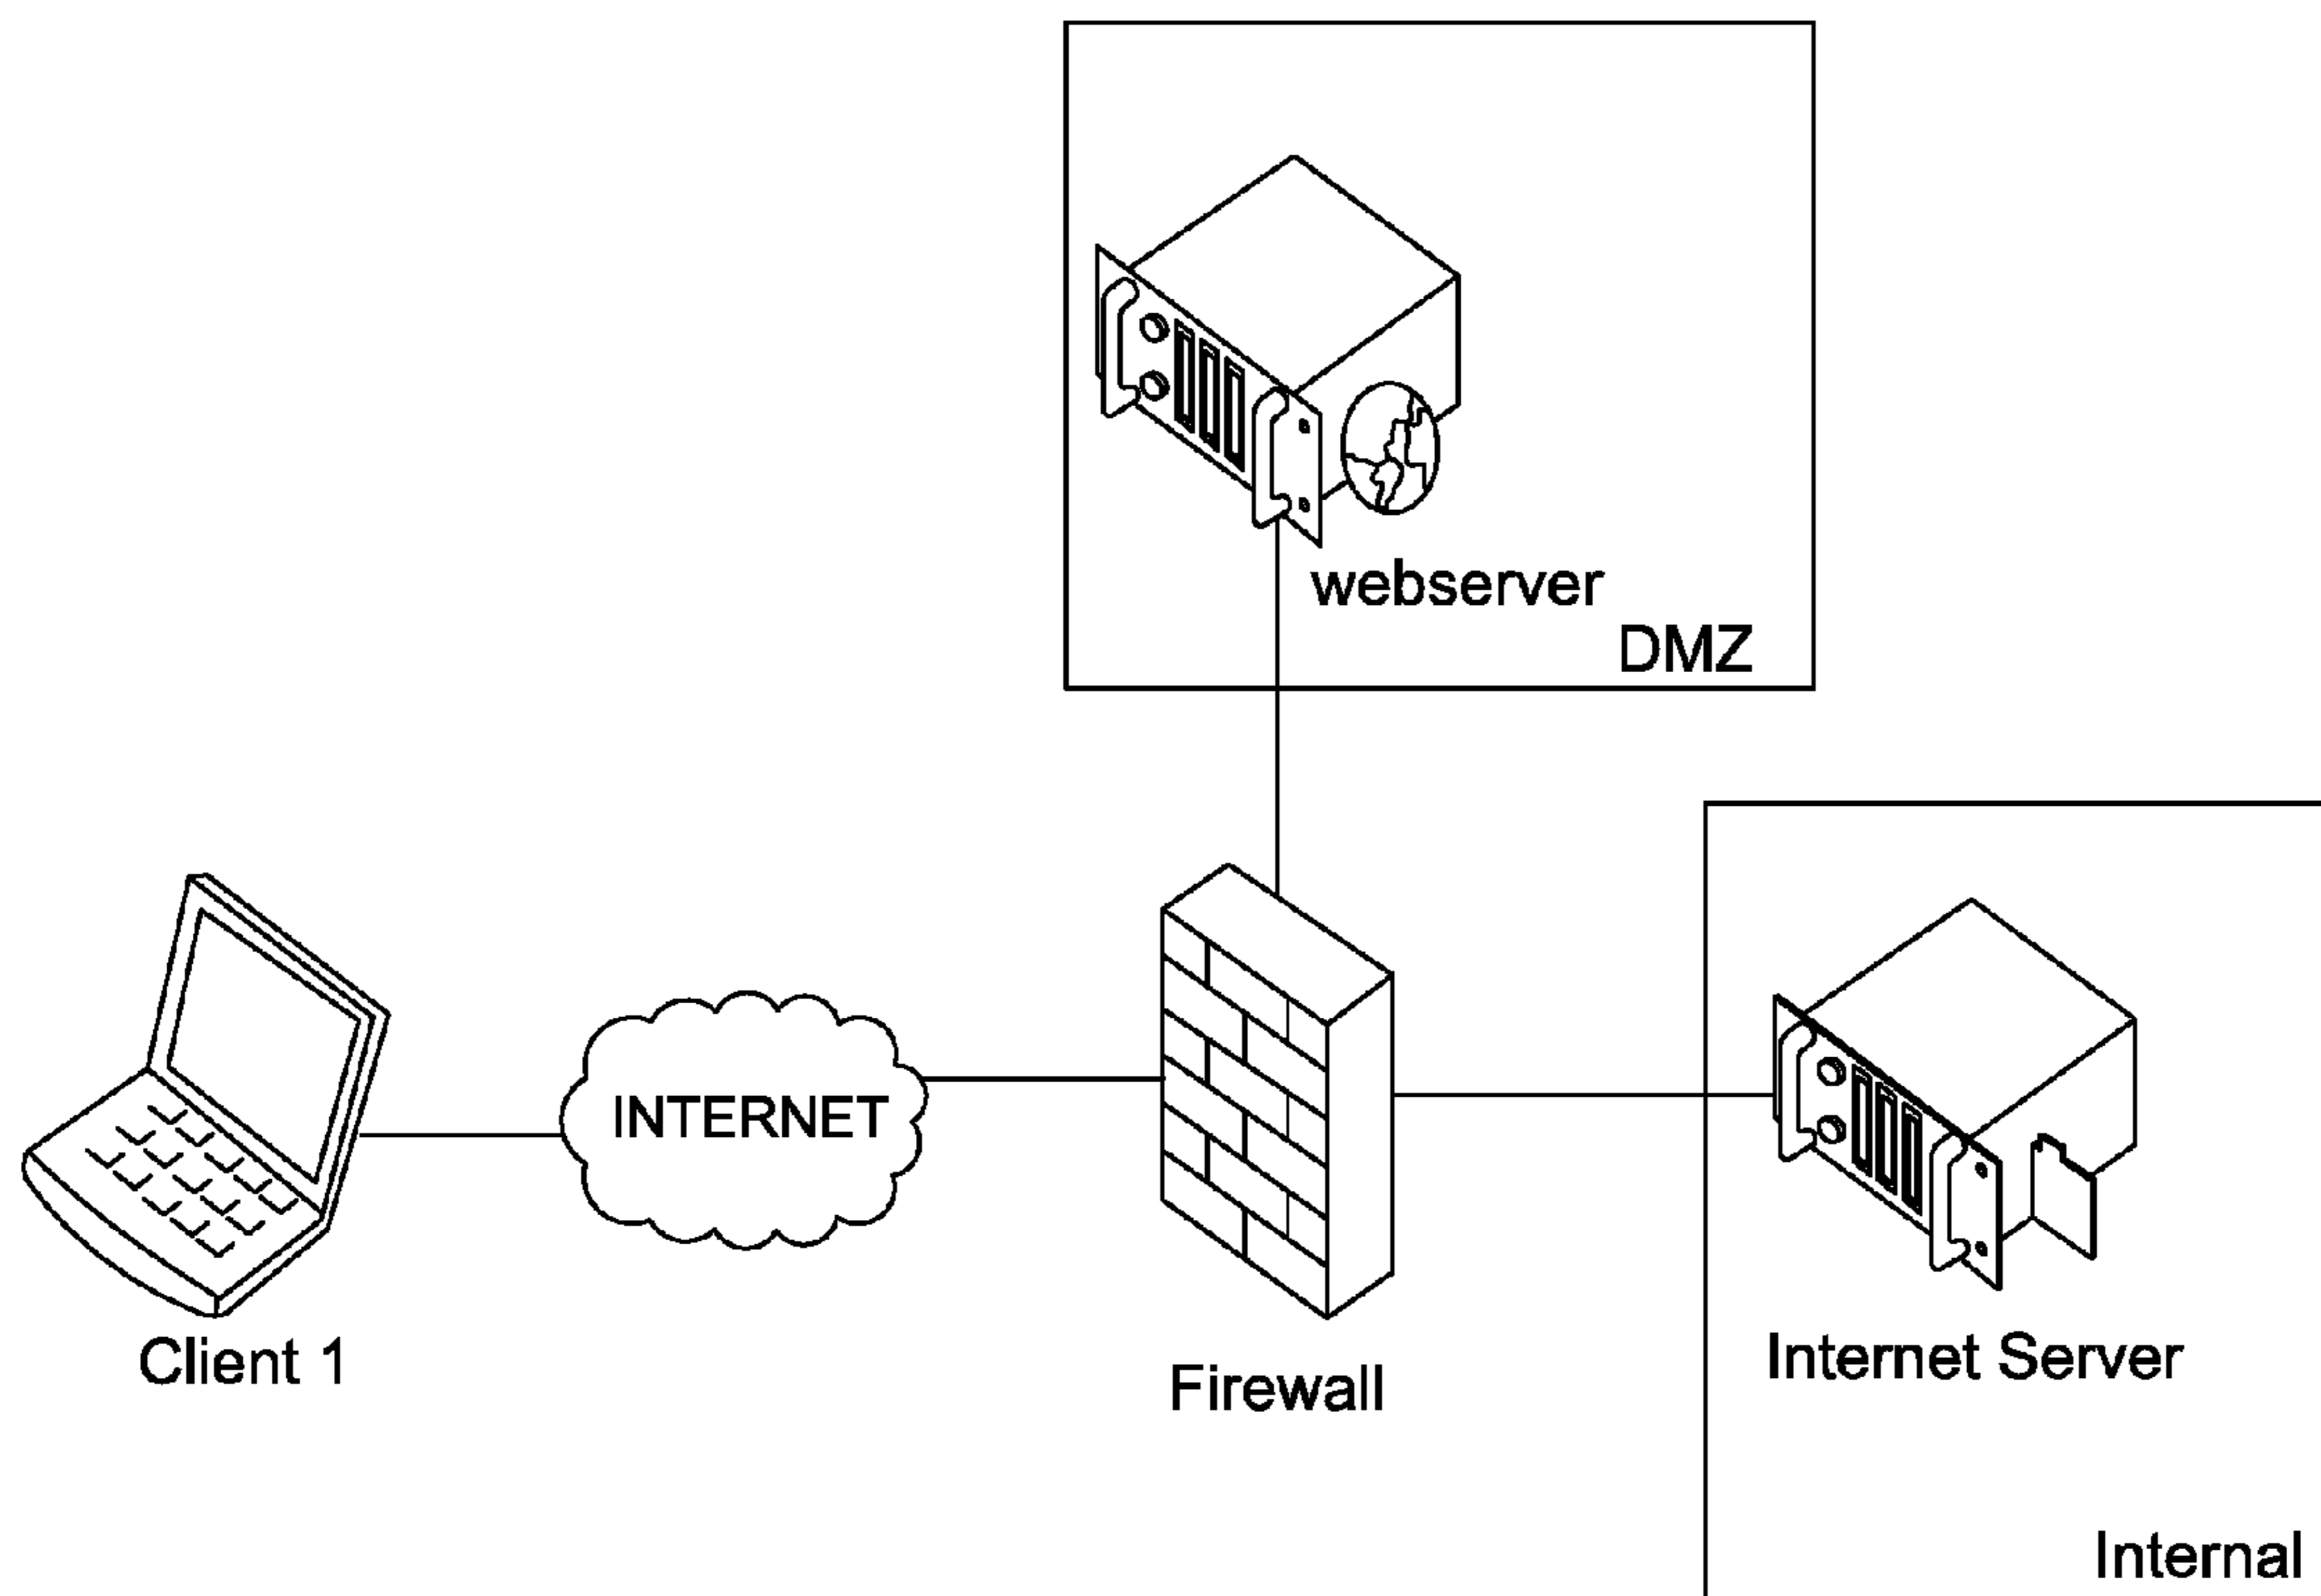 webserver
DMZ
INTERNET
Client 1
Firewall
Internet Server
Internal